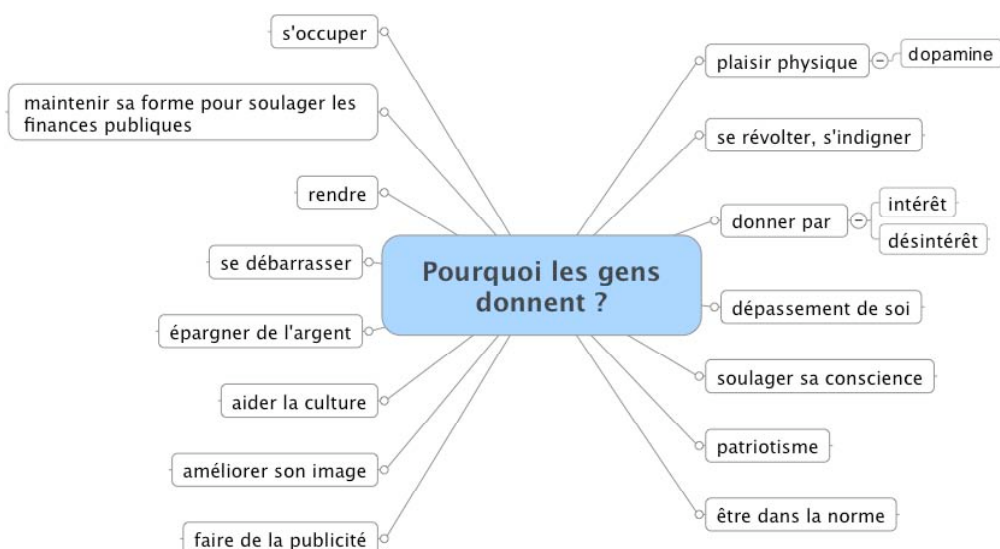 Pourquoi les gens
donnent ?
s'occuper
maintenir sa forme pour soulager les
finances publiques
rendre
se débarrasser
épargner de l'argent
aider la culture
améliorer son image
faire de la publicité
plaisir physique
dopamine
se révolter, s'indigner
donner par
intérêt
désintérêt
dépassement de soi
soulager sa conscience
patriotisme
être dans la norme